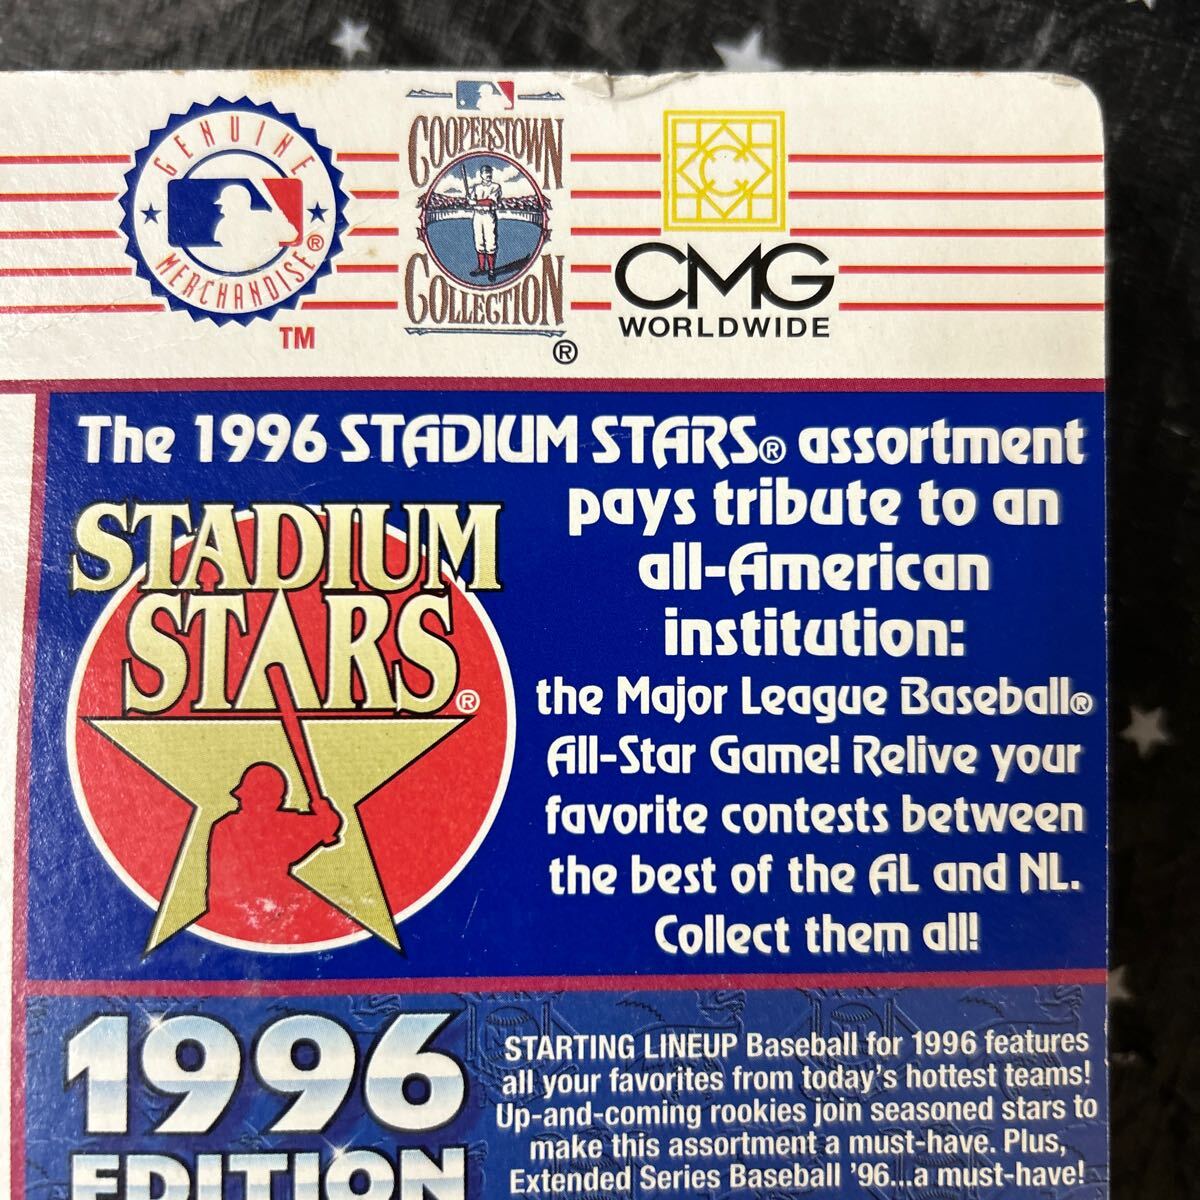 GENUINE
MERCHANDISE
®
TM
COOPERSTOWN
COLLECTION
®
CMG
WORLDWIDE
The 1996 STADIUM STARS® assortment
pays tribute to an
all-American
institution:
the Major League Baseball®
All-Star Game! Relive your
favorite contests between
the best of the AL and NL.
Collect them all!
STADIUM
STARS
®
1996
EDITION
STARTING LINEUP Baseball for 1996 features
all your favorites from today's hottest teams!
Up-and-coming rookies join seasoned stars to
make this assortment a must-have. Plus,
Extended Series Baseball '96...a must-have!